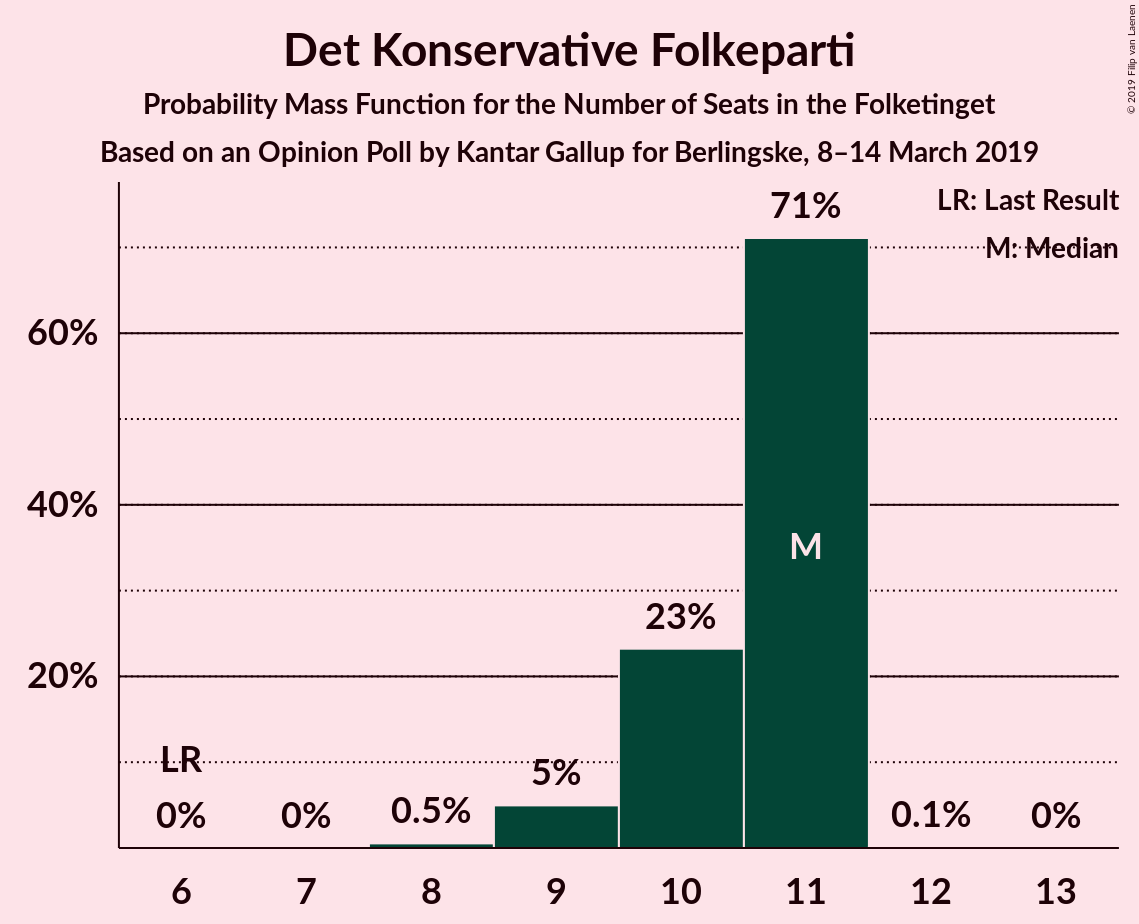 Det Konservative Folkeparti
Probability Mass Function for the Number of Seats in the Folketinget
Based on an Opinion Poll by Kantar Gallup for Berlingske, 8–14 March 2019
© 2019 Filip van Laenen
LR: Last Result
M: Median
71%
60%
40%
M
23%
20%
LR
5%
0%
0%
0.5%
0.1%
0%
6 7 8 9 10 11 12 13